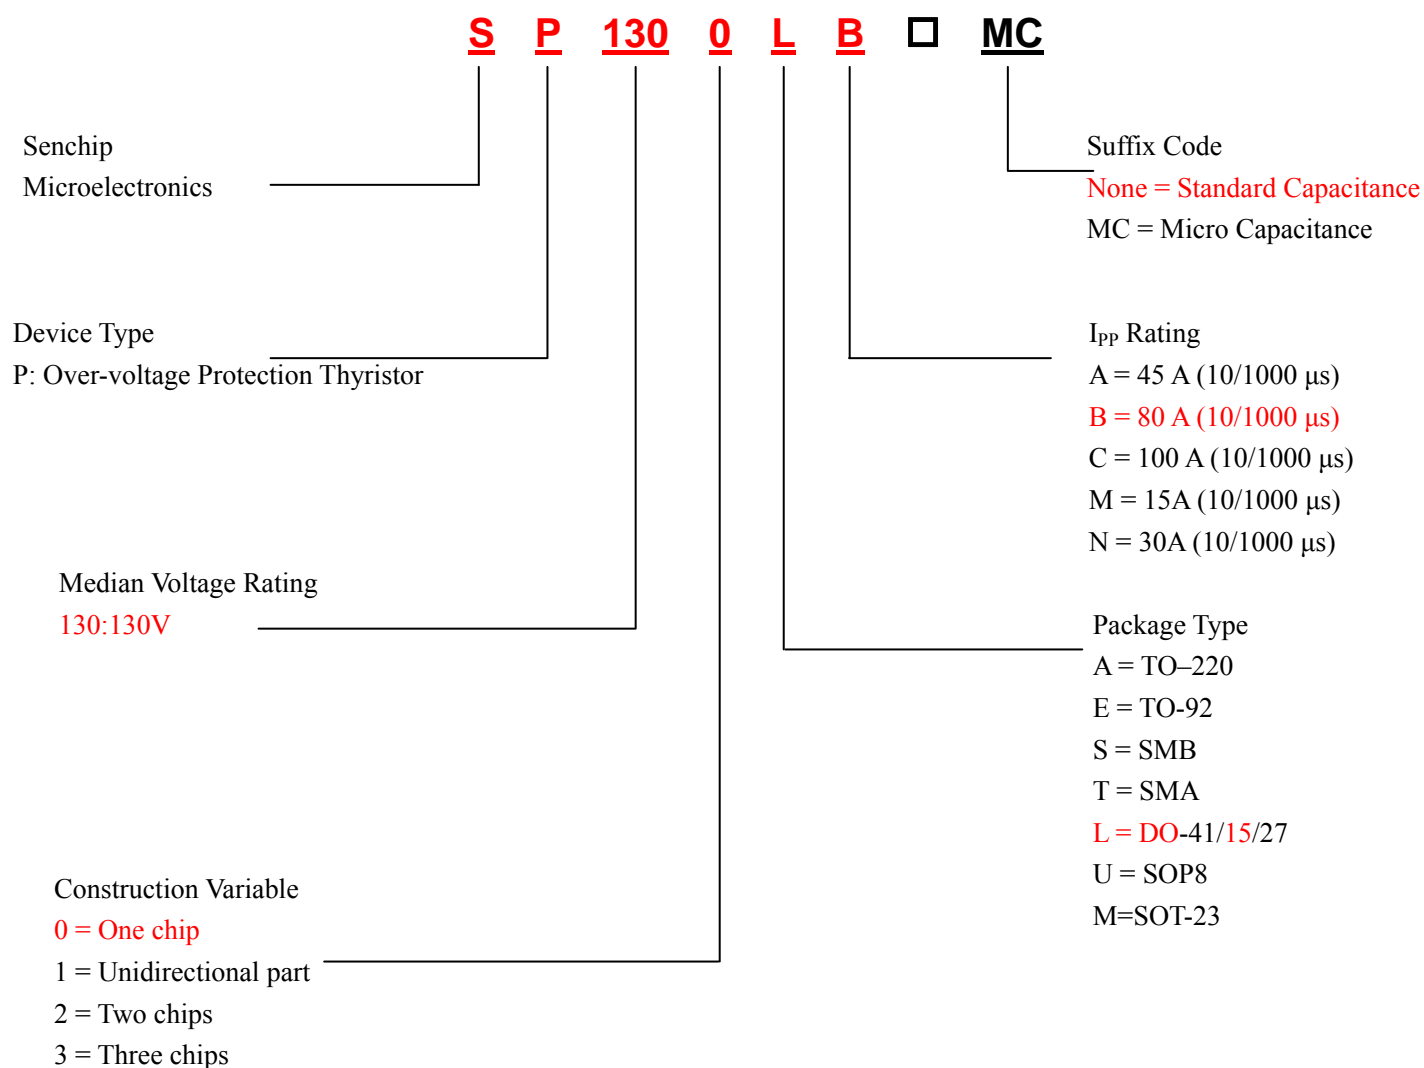 S P 130 0 L B □ MC
Senchip
Microelectronics
Device Type
P: Over-voltage Protection Thyristor
Median Voltage Rating
130:130V
Construction Variable
0 = One chip
1 = Unidirectional part
2 = Two chips
3 = Three chips
Suffix Code
None = Standard Capacitance
MC = Micro Capacitance
IPP Rating
A = 45 A (10/1000 μs)
B = 80 A (10/1000 μs)
C = 100 A (10/1000 μs)
M = 15A (10/1000 μs)
N = 30A (10/1000 μs)
Package Type
A = TO–220
E = TO-92
S = SMB
T = SMA
L = DO-41/15/27
U = SOP8
M=SOT-23